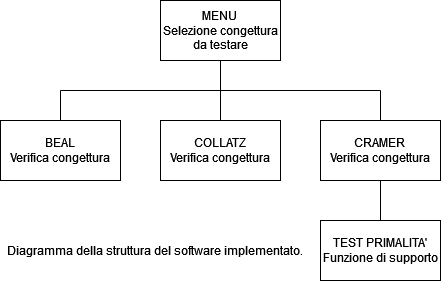 MENU
Selezione congettura
da testare
BEAL
Verifica congettura
COLLATZ
Verifica congettura
CRAMER
Verifica congettura
TEST PRIMALITA'
Funzione di supporto
Diagramma della struttura del software implementato.